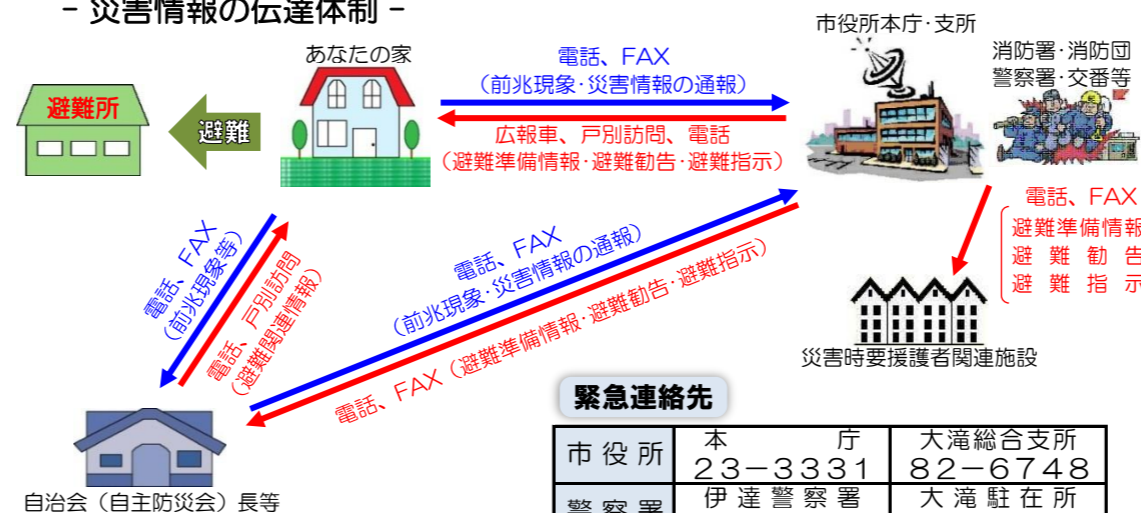 - 災害情報の伝達体制 -
市役所本庁・支所
あなたの家
消防署・消防団
警察署・交番等
電話、FAX
（前兆現象・災害情報の通報）
避難所
避難
広報車、戸別訪問、電話
（避難準備情報・避難勧告・避難指示）
電話、FAX
避難準備情報
避難勧告
避難指示
電話、FAX
（前兆現象等）
電話、戸別訪問
（避難関連情報）
電話、FAX
（前兆現象・災害情報の通報）
電話、FAX（避難準備情報・避難勧告・避難指示）
災害時要援護者関連施設
自治会（自主防災会）長等
緊急連絡先
市役所 本庁 大滝総合支所
23－3331 82－6748
警察署 伊達警察署 大滝駐在所